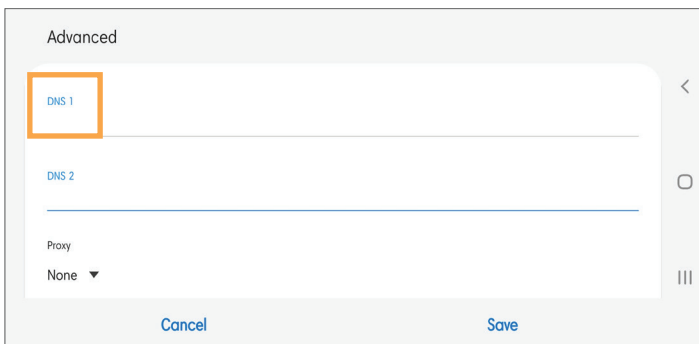 Advanced
DNS 1
DNS 2
Proxy
None
Cancel Save